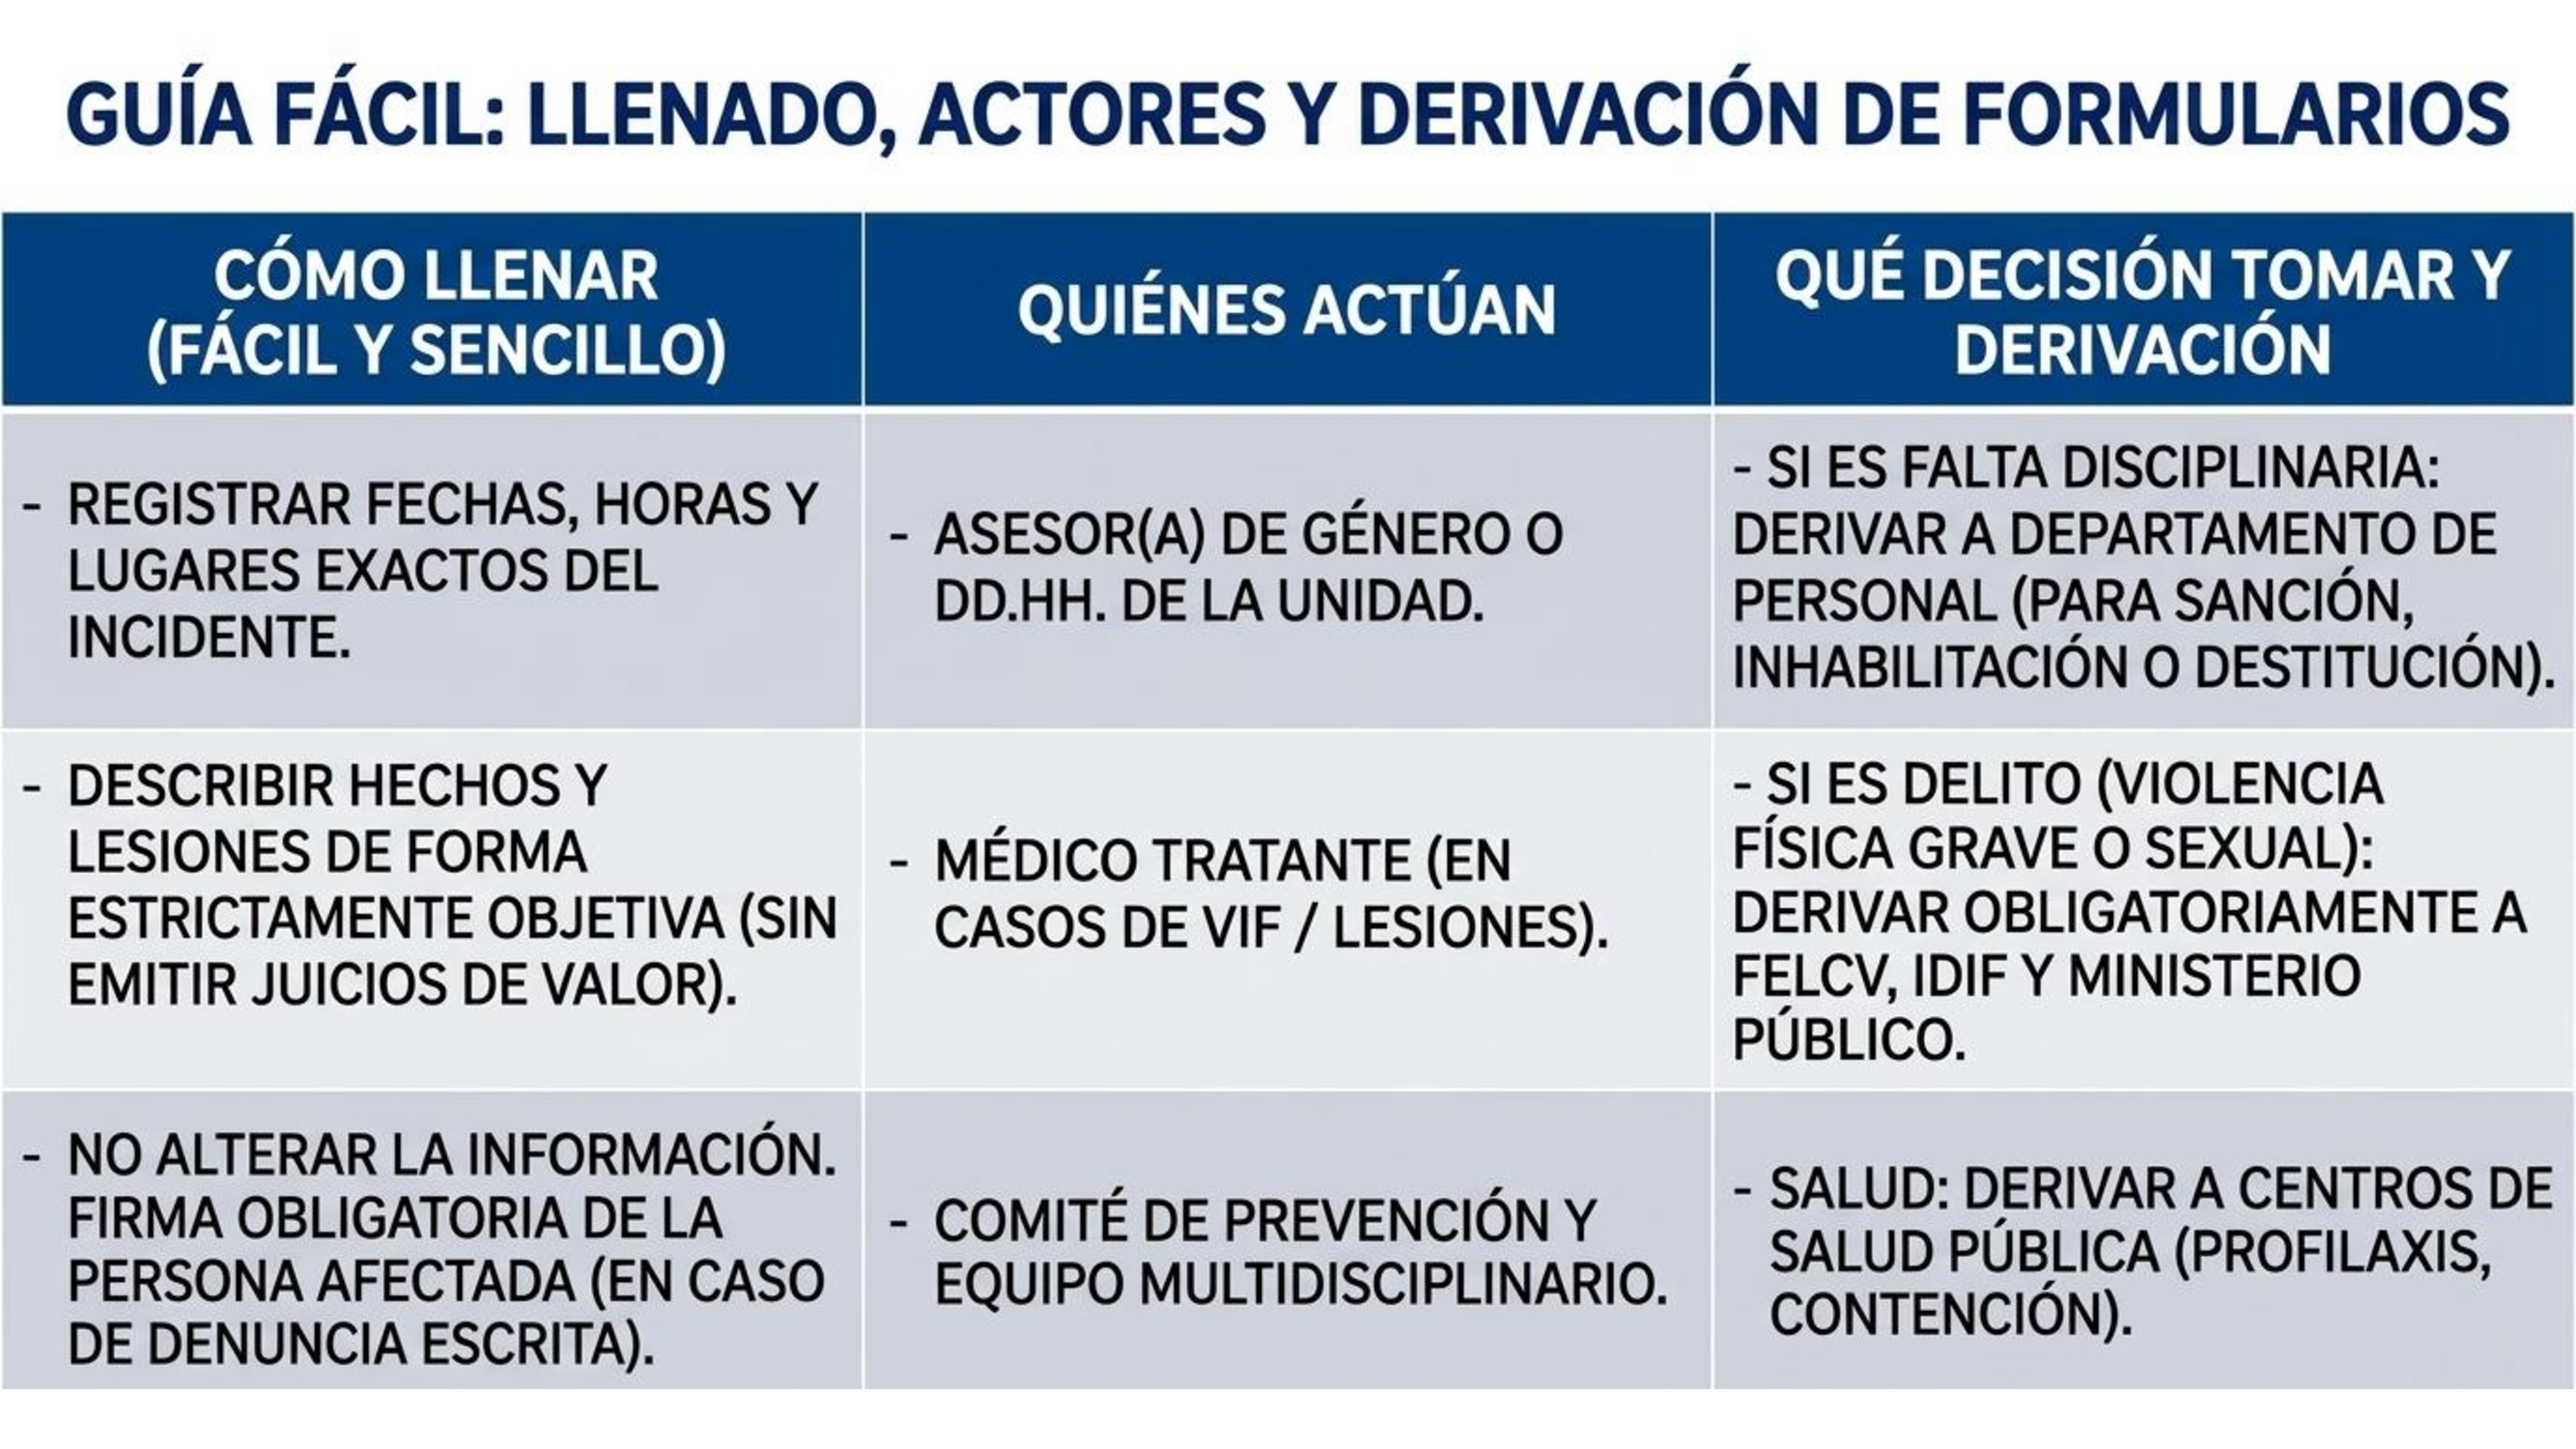 GUÍA FÁCIL: LLENADO, ACTORES Y DERIVACIÓN DE FORMULARIOS
CÓMO LLENAR
(FÁCIL Y SENCILLO)
QUIÉNES ACTÚAN
QUÉ DECISIÓN TOMAR Y
DERIVACIÓN
- REGISTRAR FECHAS, HORAS Y
LUGARES EXACTOS DEL
INCIDENTE.
- ASESOR(A) DE GÉNERO O
DD.HH. DE LA UNIDAD.
- SI ES FALTA DISCIPLINARIA:
DERIVAR A DEPARTAMENTO DE
PERSONAL (PARA SANCIÓN,
INHABILITACIÓN O DESTITUCIÓN).
- DESCRIBIR HECHOS Y
LESIONES DE FORMA
ESTRICTAMENTE OBJETIVA (SIN
EMITIR JUICIOS DE VALOR).
- MÉDICO TRATANTE (EN
CASOS DE VIF / LESIONES).
- SI ES DELITO (VIOLENCIA
FÍSICA GRAVE O SEXUAL):
DERIVAR OBLIGATORIAMENTE A
FELCV, IDIF Y MINISTERIO
PÚBLICO.
- NO ALTERAR LA INFORMACIÓN.
FIRMA OBLIGATORIA DE LA
PERSONA AFECTADA (EN CASO
DE DENUNCIA ESCRITA).
- COMITÉ DE PREVENCIÓN Y
EQUIPO MULTIDISCIPLINARIO.
- SALUD: DERIVAR A CENTROS DE
SALUD PÚBLICA (PROFILAXIS,
CONTENCIÓN).